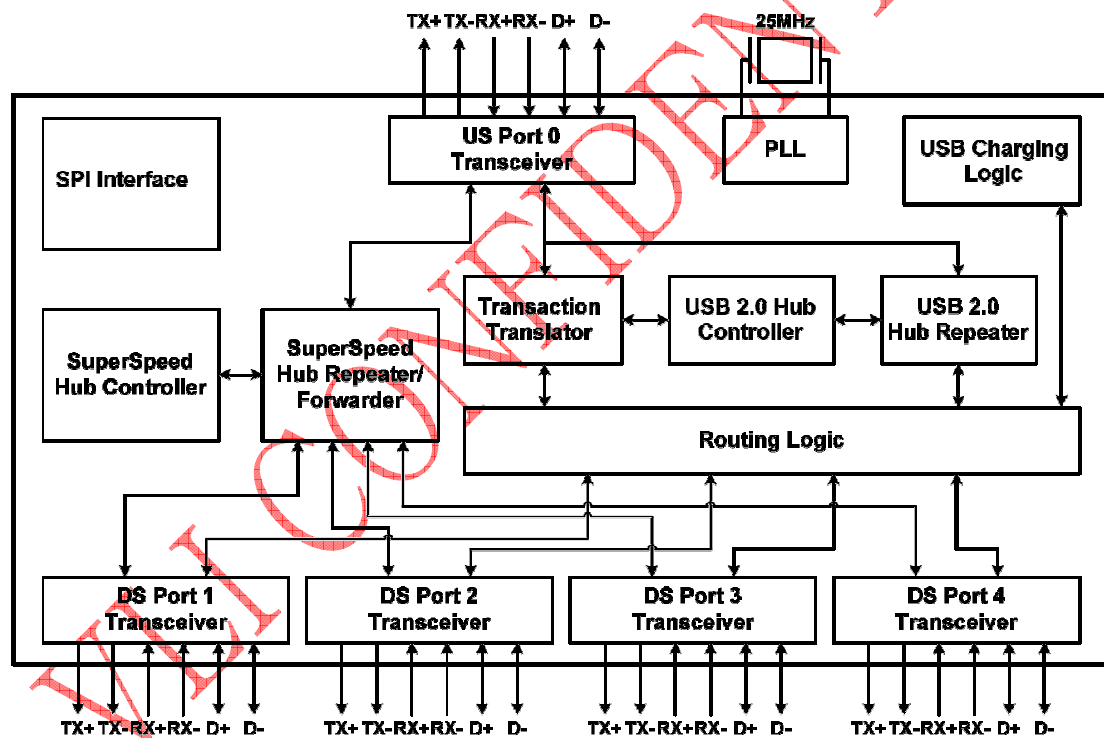 TX+ TX- RX+ RX- D+ D-
25MHz
US Port 0
Transceiver
PLL
USB Charging
Logic
SPI Interface
Transaction
Translator
USB 2.0 Hub
Controller
USB 2.0
Hub Repeater
SuperSpeed
Hub Controller
SuperSpeed
Hub Repeater/
Forwarder
Routing Logic
DS Port 1
Transceiver
DS Port 2
Transceiver
DS Port 3
Transceiver
DS Port 4
Transceiver
TX+ TX- RX+ RX- D+ D-
TX+ TX- RX+ RX- D+ D-
TX+ TX- RX+ RX- D+ D-
TX+ TX- RX+ RX- D+ D-
VLI CONFIDEN